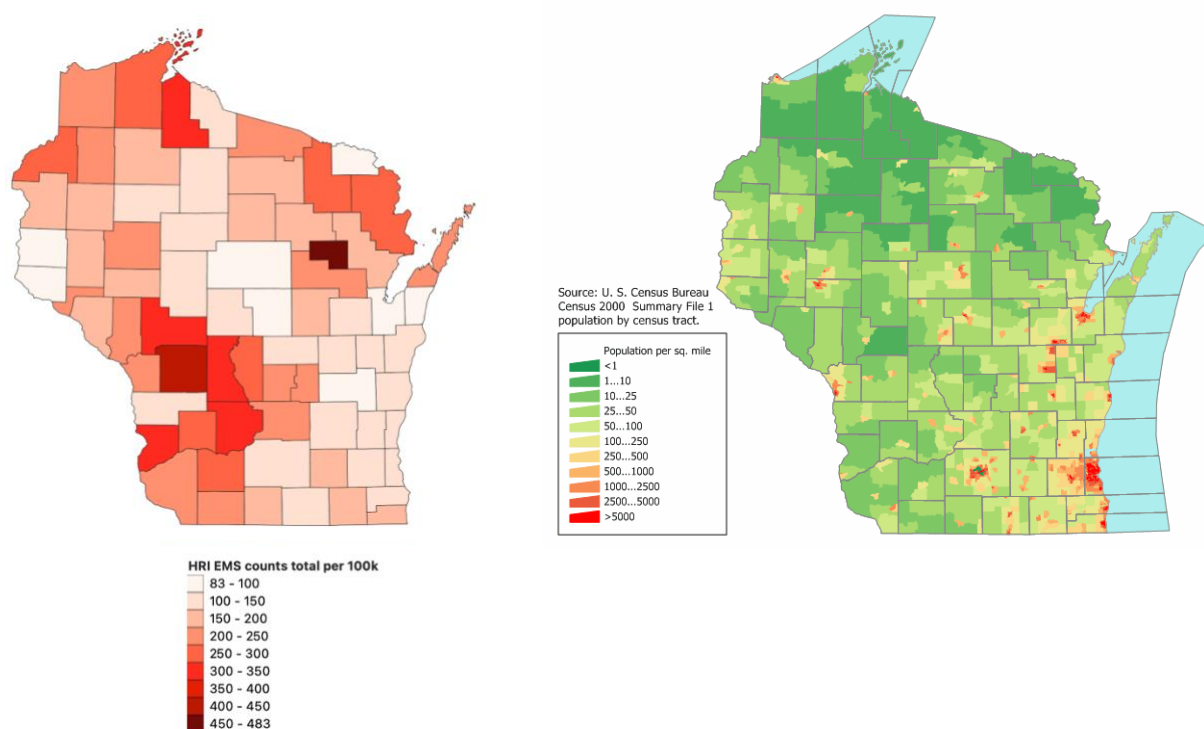 Source: U. S. Census Bureau
Census 2000 Summary File 1
population by census tract.
Population per sq. mile
<1
1...10
10...25
25...50
50...100
100...250
250...500
500...1000
1000...2500
2500...5000
>5000
HRI EMS counts total per 100k
83 - 100
100 - 150
150 - 200
200 - 250
250 - 300
300 - 350
350 - 400
400 - 450
450 - 483